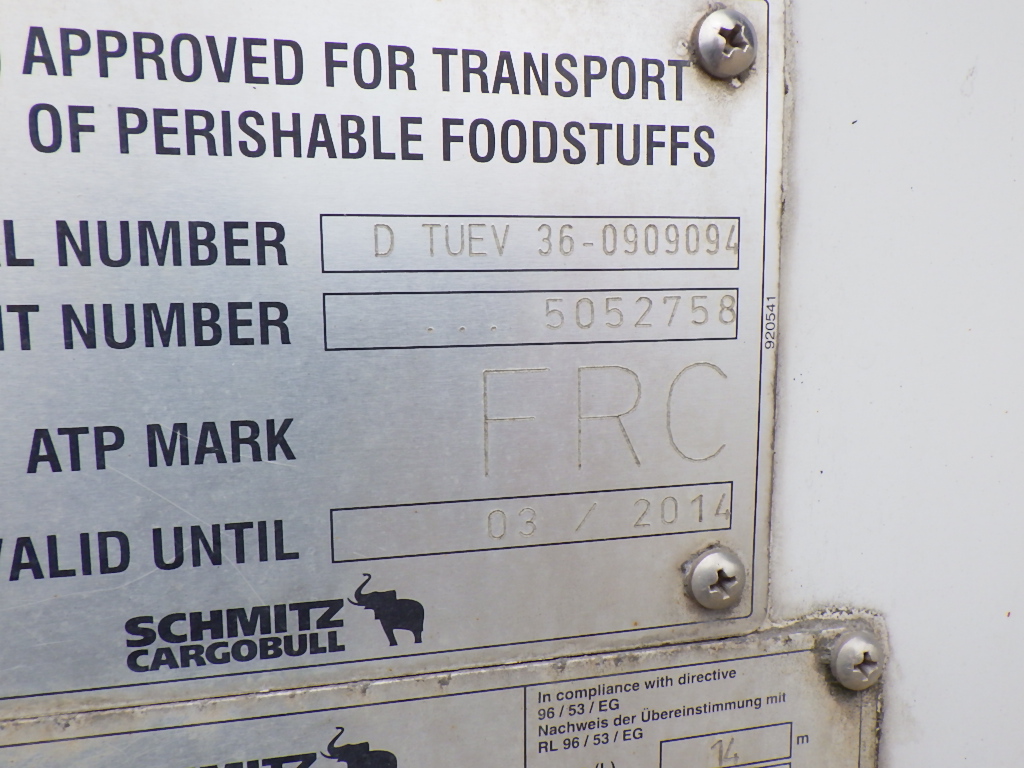 APPROVED FOR TRANSPORT
OF PERISHABLE FOODSTUFFS
NUMBER D TUEV 36-0909094
NUMBER ... 5052758
920541
ATP MARK FRC
VALID UNTIL 03 / 2014
SCHMITZ
CARGOBULL
In compliance with directive
96 / 53 / EG
Nachweis der Übereinstimmung mit
RL 96 / 53 / EG
14 m